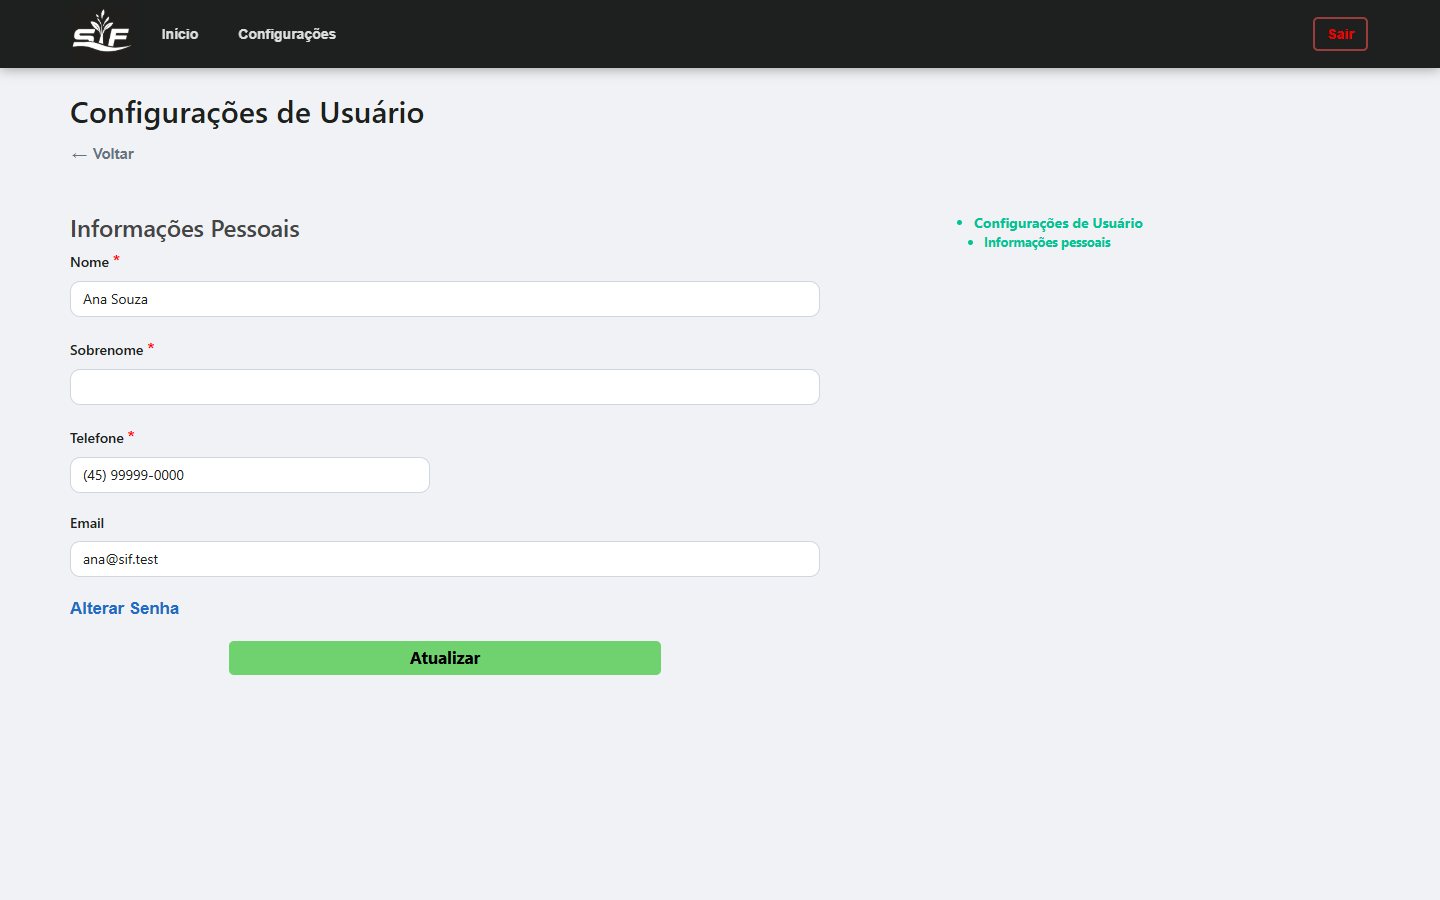 SIF
Início
Configurações
Sair
Configurações de Usuário
← Voltar
Informações Pessoais
Nome *
Ana Souza
Sobrenome *
Telefone *
(45) 99999-0000
Email
ana@sif.test
Alterar Senha
Atualizar
• Configurações de Usuário
• Informações pessoais